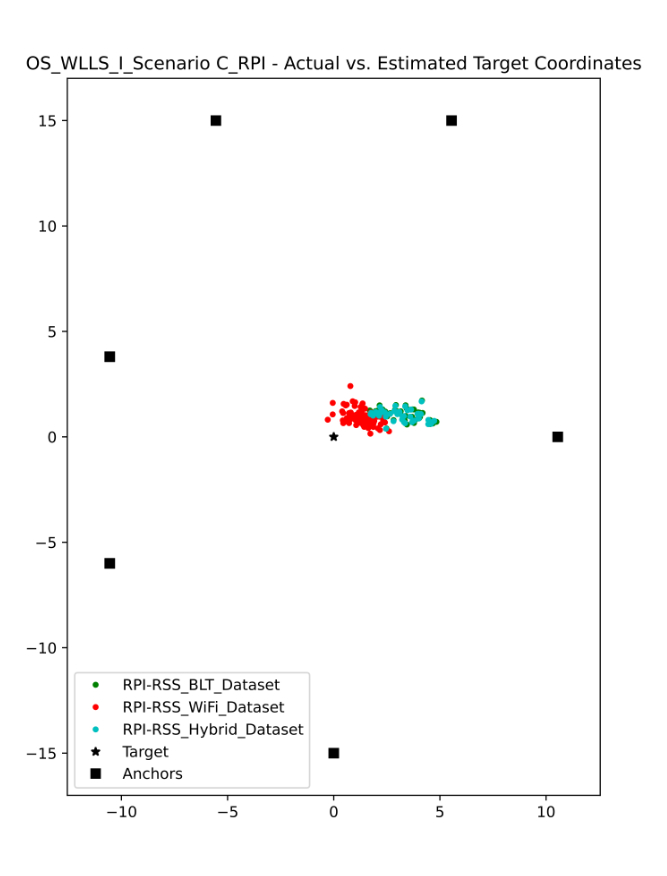 OS_WLLS_I_Scenario C_RPI - Actual vs. Estimated Target Coordinates
15
10
5
0
−5
−10
−15
RPI-RSS_BLT_Dataset
RPI-RSS_WiFi_Dataset
RPI-RSS_Hybrid_Dataset
Target
Anchors
−10 −5 0 5 10